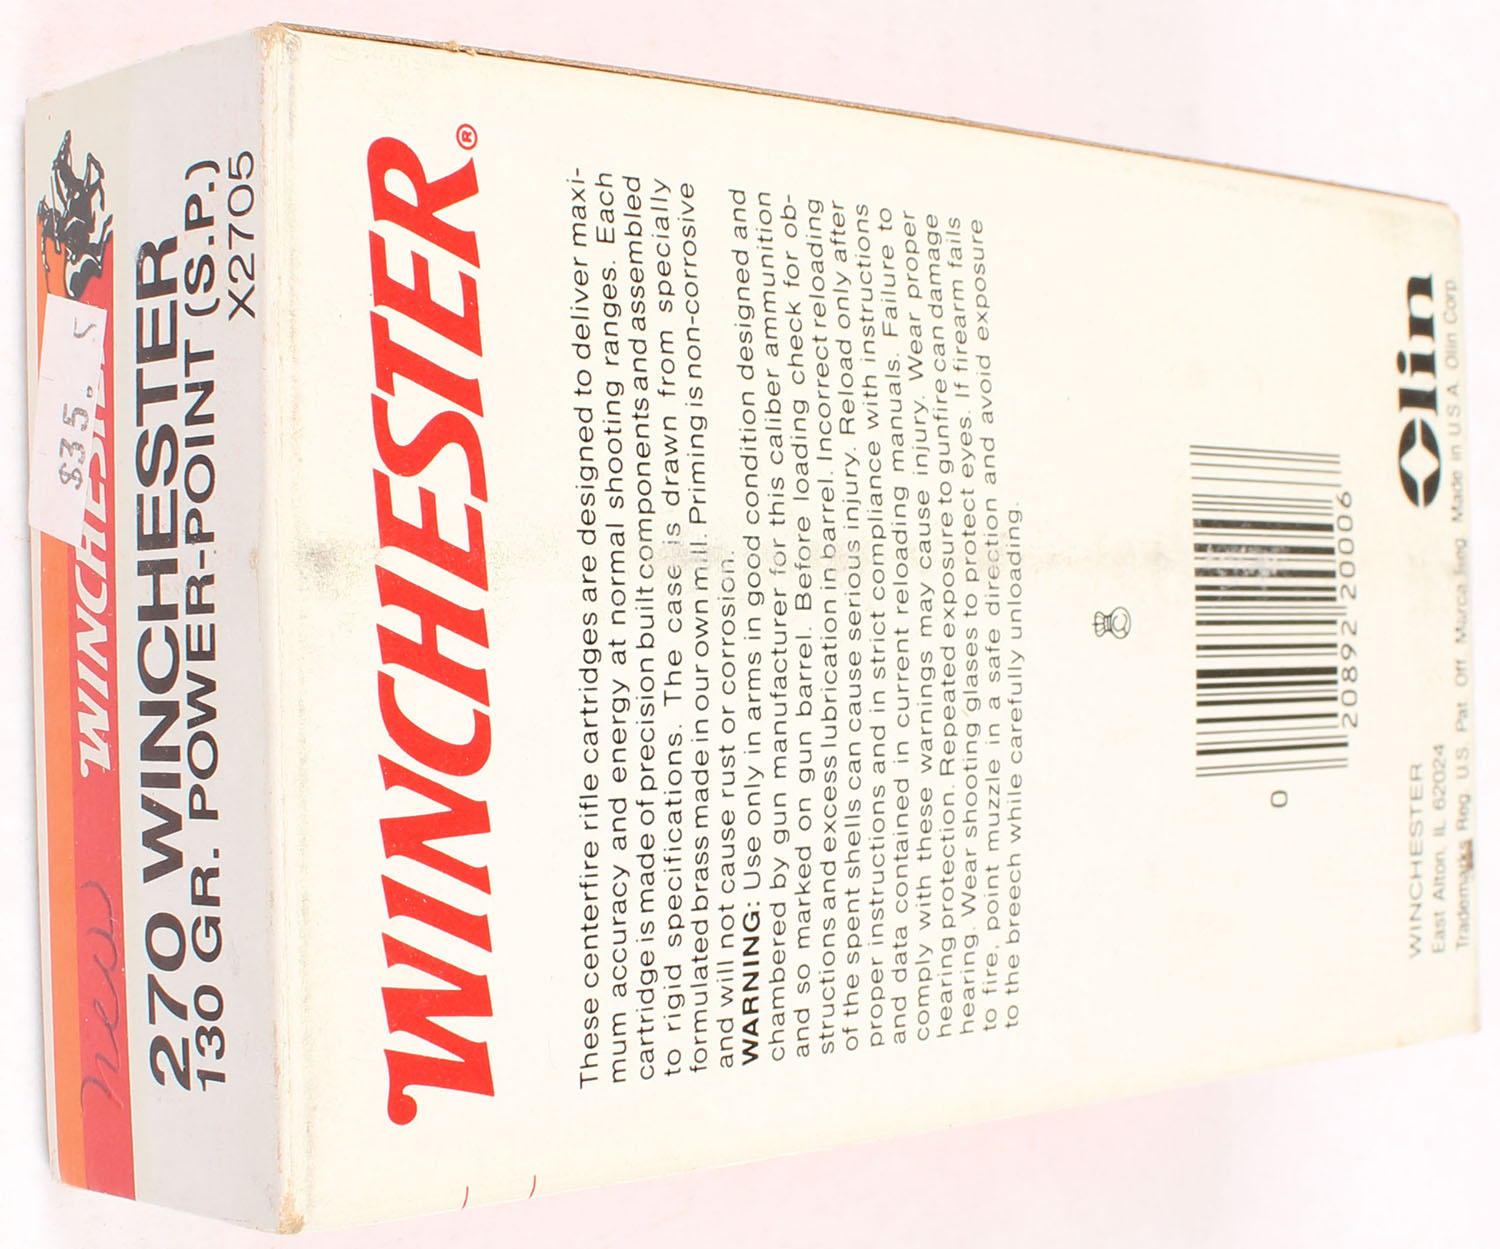 new
WINCHESTER
$35.
270 WINCHESTER
130 GR. POWER-POINT (S.P.)
X2705
WINCHESTER®
These centerfire rifle cartridges are designed to deliver maxi-
mum accuracy and energy at normal shooting ranges. Each
cartridge is made of precision built components and assembled
to rigid specifications. The case is drawn from specially
formulated brass made in our own mill. Priming is non-corrosive
and will not cause rust or corrosion.
WARNING: Use only in arms in good condition designed and
chambered by gun manufacturer for this caliber ammunition
and so marked on gun barrel. Before loading check for ob-
structions and excess lubrication in barrel. Incorrect reloading
of the spent shells can cause serious injury. Reload only after
proper instructions and in strict compliance with instructions
and data contained in current reloading manuals. Failure to
comply with these warnings may cause injury. Wear proper
hearing protection. Repeated exposure to gunfire can damage
hearing. Wear shooting glasses to protect eyes. If firearm fails
to fire, point muzzle in a safe direction and avoid exposure
to the breech while carefully unloading.
0 20892 20006
Olin
WINCHESTER
East Alton, IL 62024
Trademarks Reg. U.S. Pat. Off. Marca Reg. Made in U.S.A. Olin Corp.